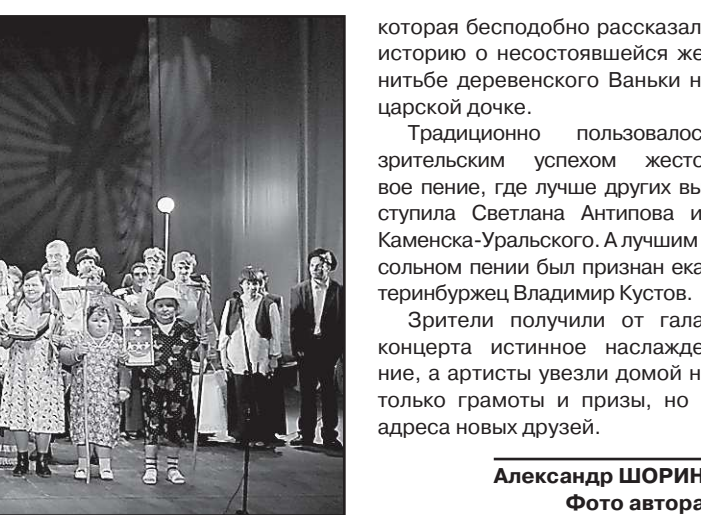 которая бесподобно рассказал
историю о несостоявшейся же
нитьбе деревенского Ваньки н
царской дочке.
Традиционно пользовалос
зрительским успехом жесто
вое пение, где лучше других вы
ступила Светлана Антипова и
Каменска-Уральского. А лучшим
сольном пении был признан ека
теринбуржец Владимир Кустов.
Зрители получили от гала
концерта истинное наслажде
ние, а артисты увезли домой н
только грамоты и призы, но
адреса новых друзей.
Александр ШОРИН
Фото автора